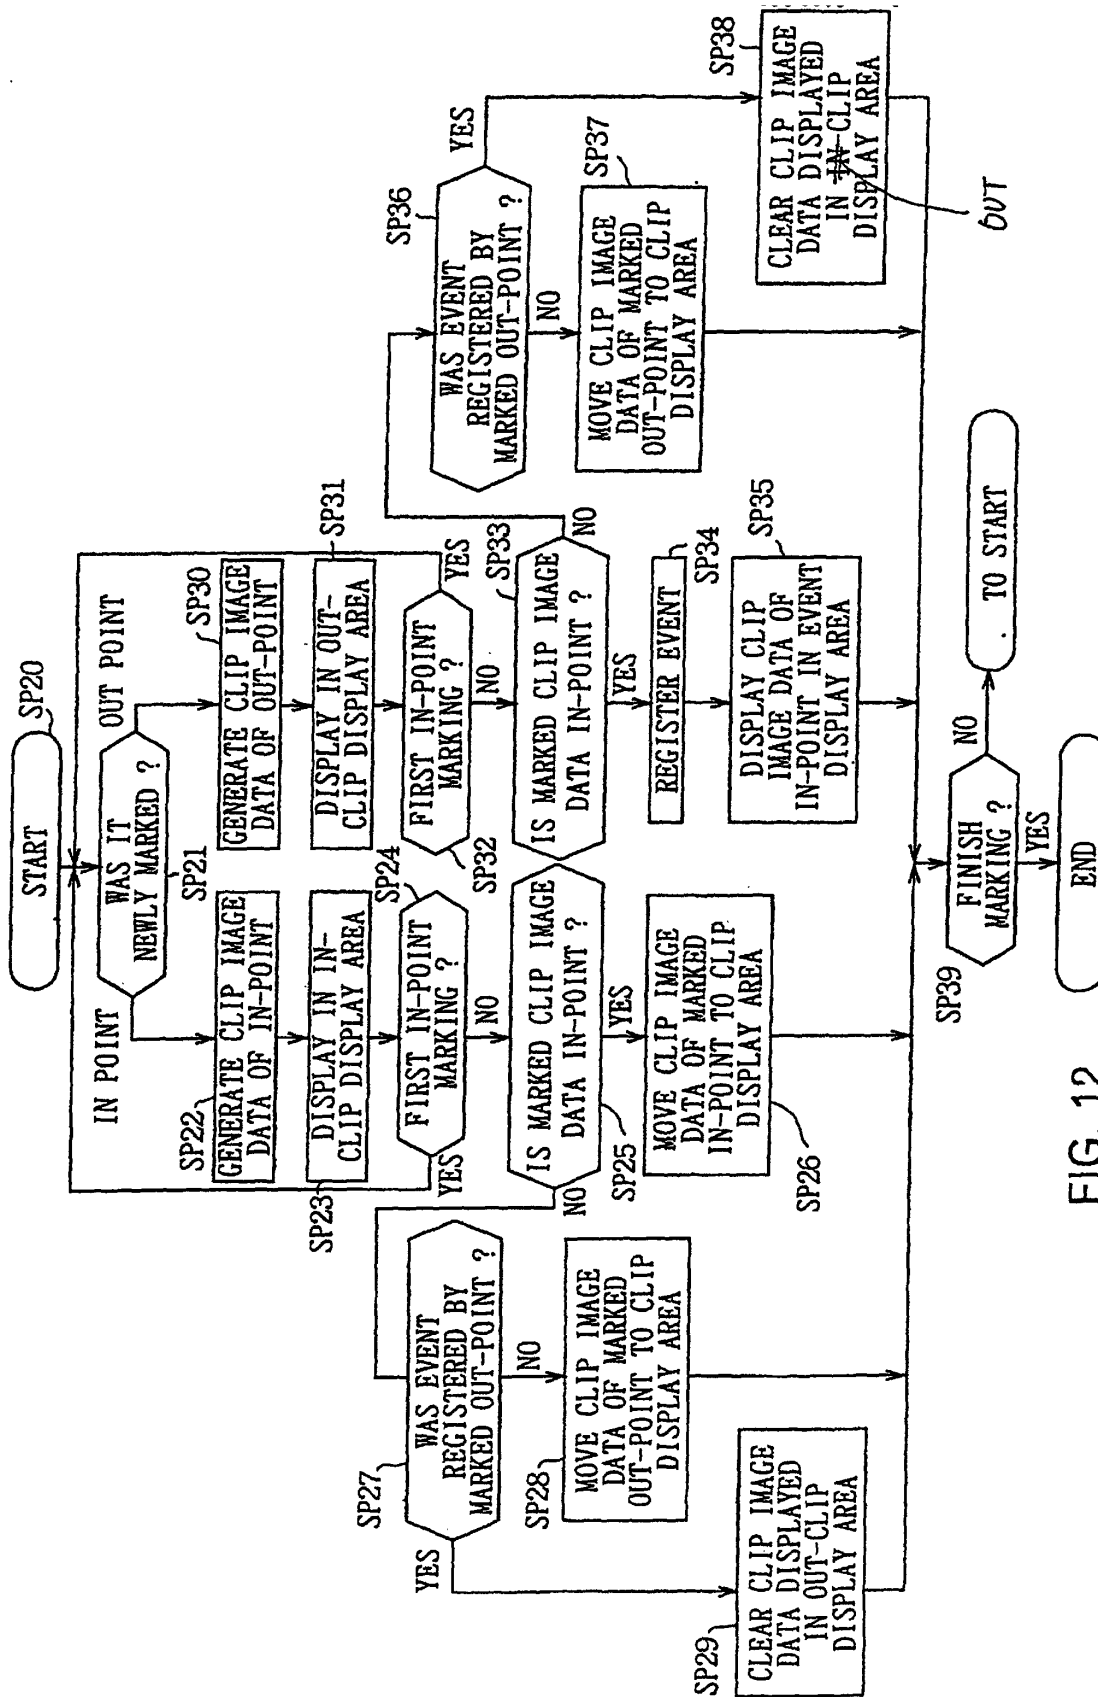 START
SP20
WAS IT
NEWLY MARKED ?
SP21
IN POINT
OUT POINT
SP22
GENERATE CLIP IMAGE
DATA OF IN-POINT
SP30
GENERATE CLIP IMAGE
DATA OF OUT-POINT
SP23
DISPLAY IN IN-
CLIP DISPLAY AREA
SP31
DISPLAY IN OUT-
CLIP DISPLAY AREA
SP24
FIRST IN-POINT
MARKING ?
YES
NO
SP32
FIRST IN-POINT
MARKING ?
YES
NO
SP25
IS MARKED CLIP IMAGE
DATA IN-POINT ?
NO
YES
SP33
IS MARKED CLIP IMAGE
DATA IN-POINT ?
NO
YES
SP27
WAS EVENT
REGISTERED BY
MARKED OUT-POINT ?
YES
NO
SP36
WAS EVENT
REGISTERED BY
MARKED OUT-POINT ?
YES
NO
SP28
MOVE CLIP IMAGE
DATA OF MARKED
OUT-POINT TO CLIP
DISPLAY AREA
SP26
MOVE CLIP IMAGE
DATA OF MARKED
IN-POINT TO CLIP
DISPLAY AREA
SP34
REGISTER EVENT
SP37
MOVE CLIP IMAGE
DATA OF MARKED
OUT-POINT TO CLIP
DISPLAY AREA
SP29
CLEAR CLIP IMAGE
DATA DISPLAYED
IN OUT-CLIP
DISPLAY AREA
SP35
DISPLAY CLIP
IMAGE DATA OF
IN-POINT IN EVENT
DISPLAY AREA
SP38
CLEAR CLIP IMAGE
DATA DISPLAYED
IN IN-CLIP
DISPLAY AREA
OUT
SP39
FINISH
MARKING ?
NO
YES
TO START
END
FIG. 12